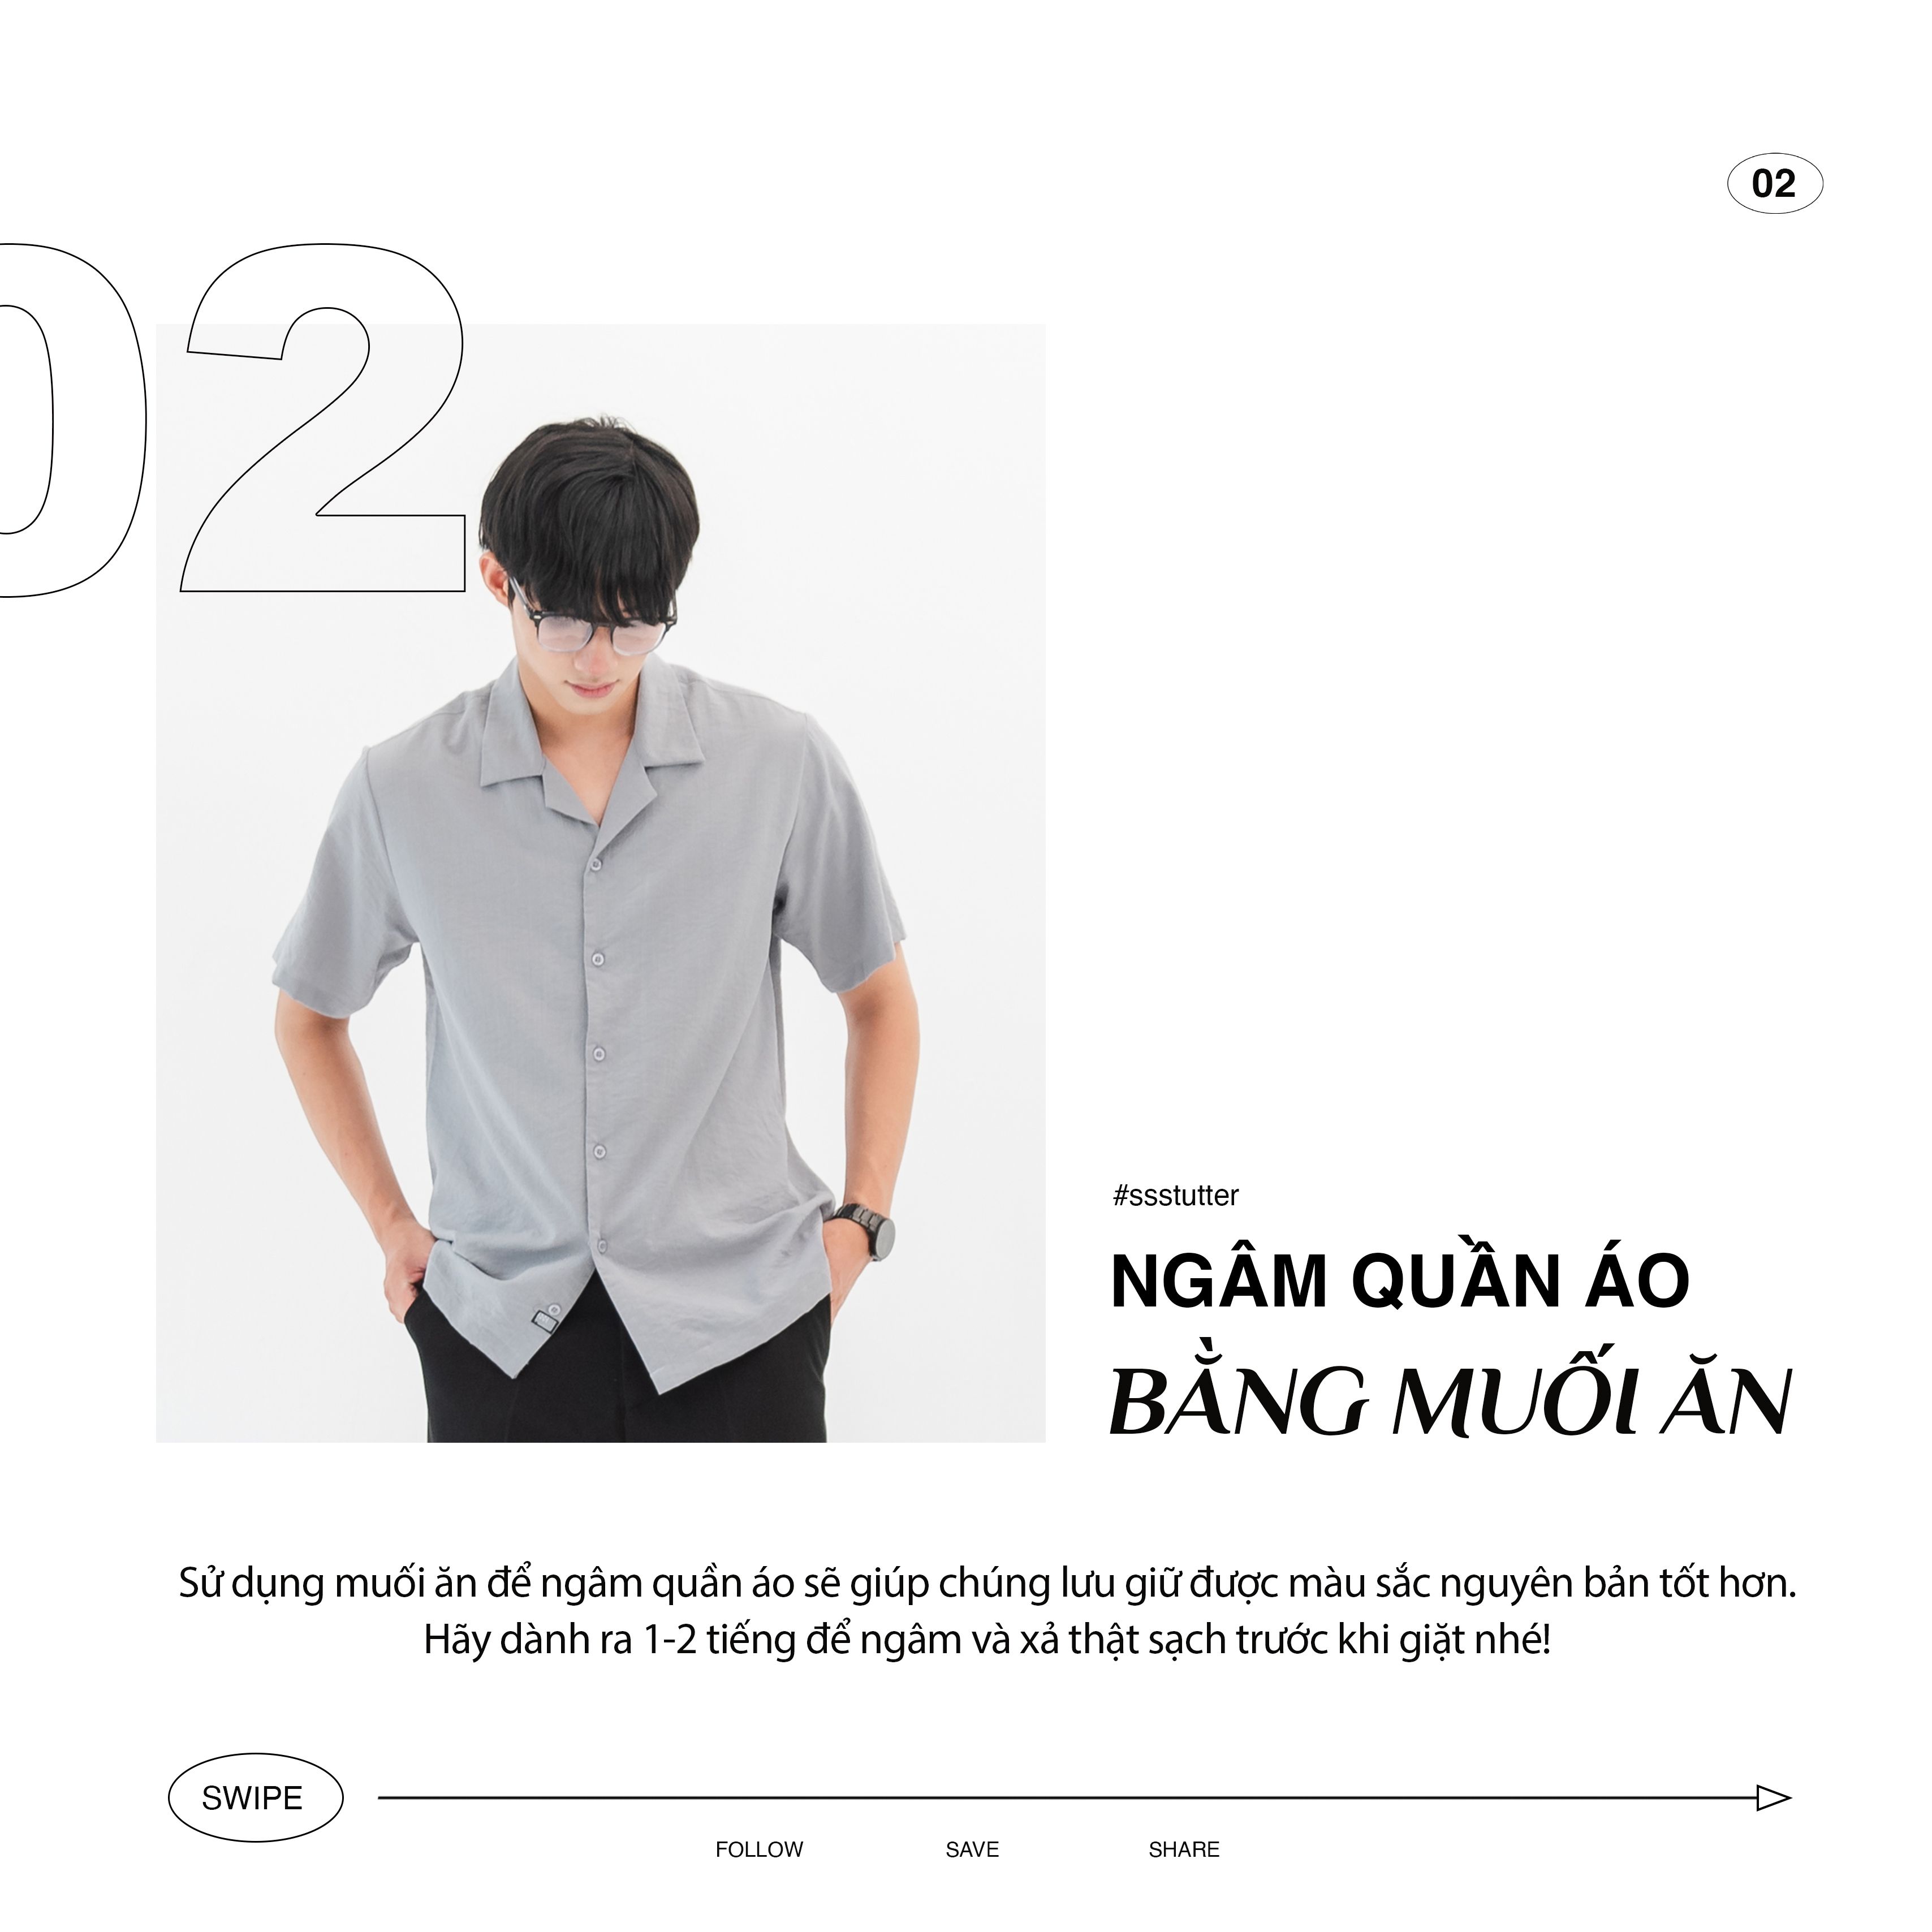 02
02
#ssstutter
NGÂM QUẦN ÁO
BẰNG MUỐI ĂN
Sử dụng muối ăn để ngâm quần áo sẽ giúp chúng lưu giữ được màu sắc nguyên bản tốt hơn.
Hãy dành ra 1-2 tiếng để ngâm và xả thật sạch trước khi giặt nhé!
SWIPE
FOLLOW SAVE SHARE